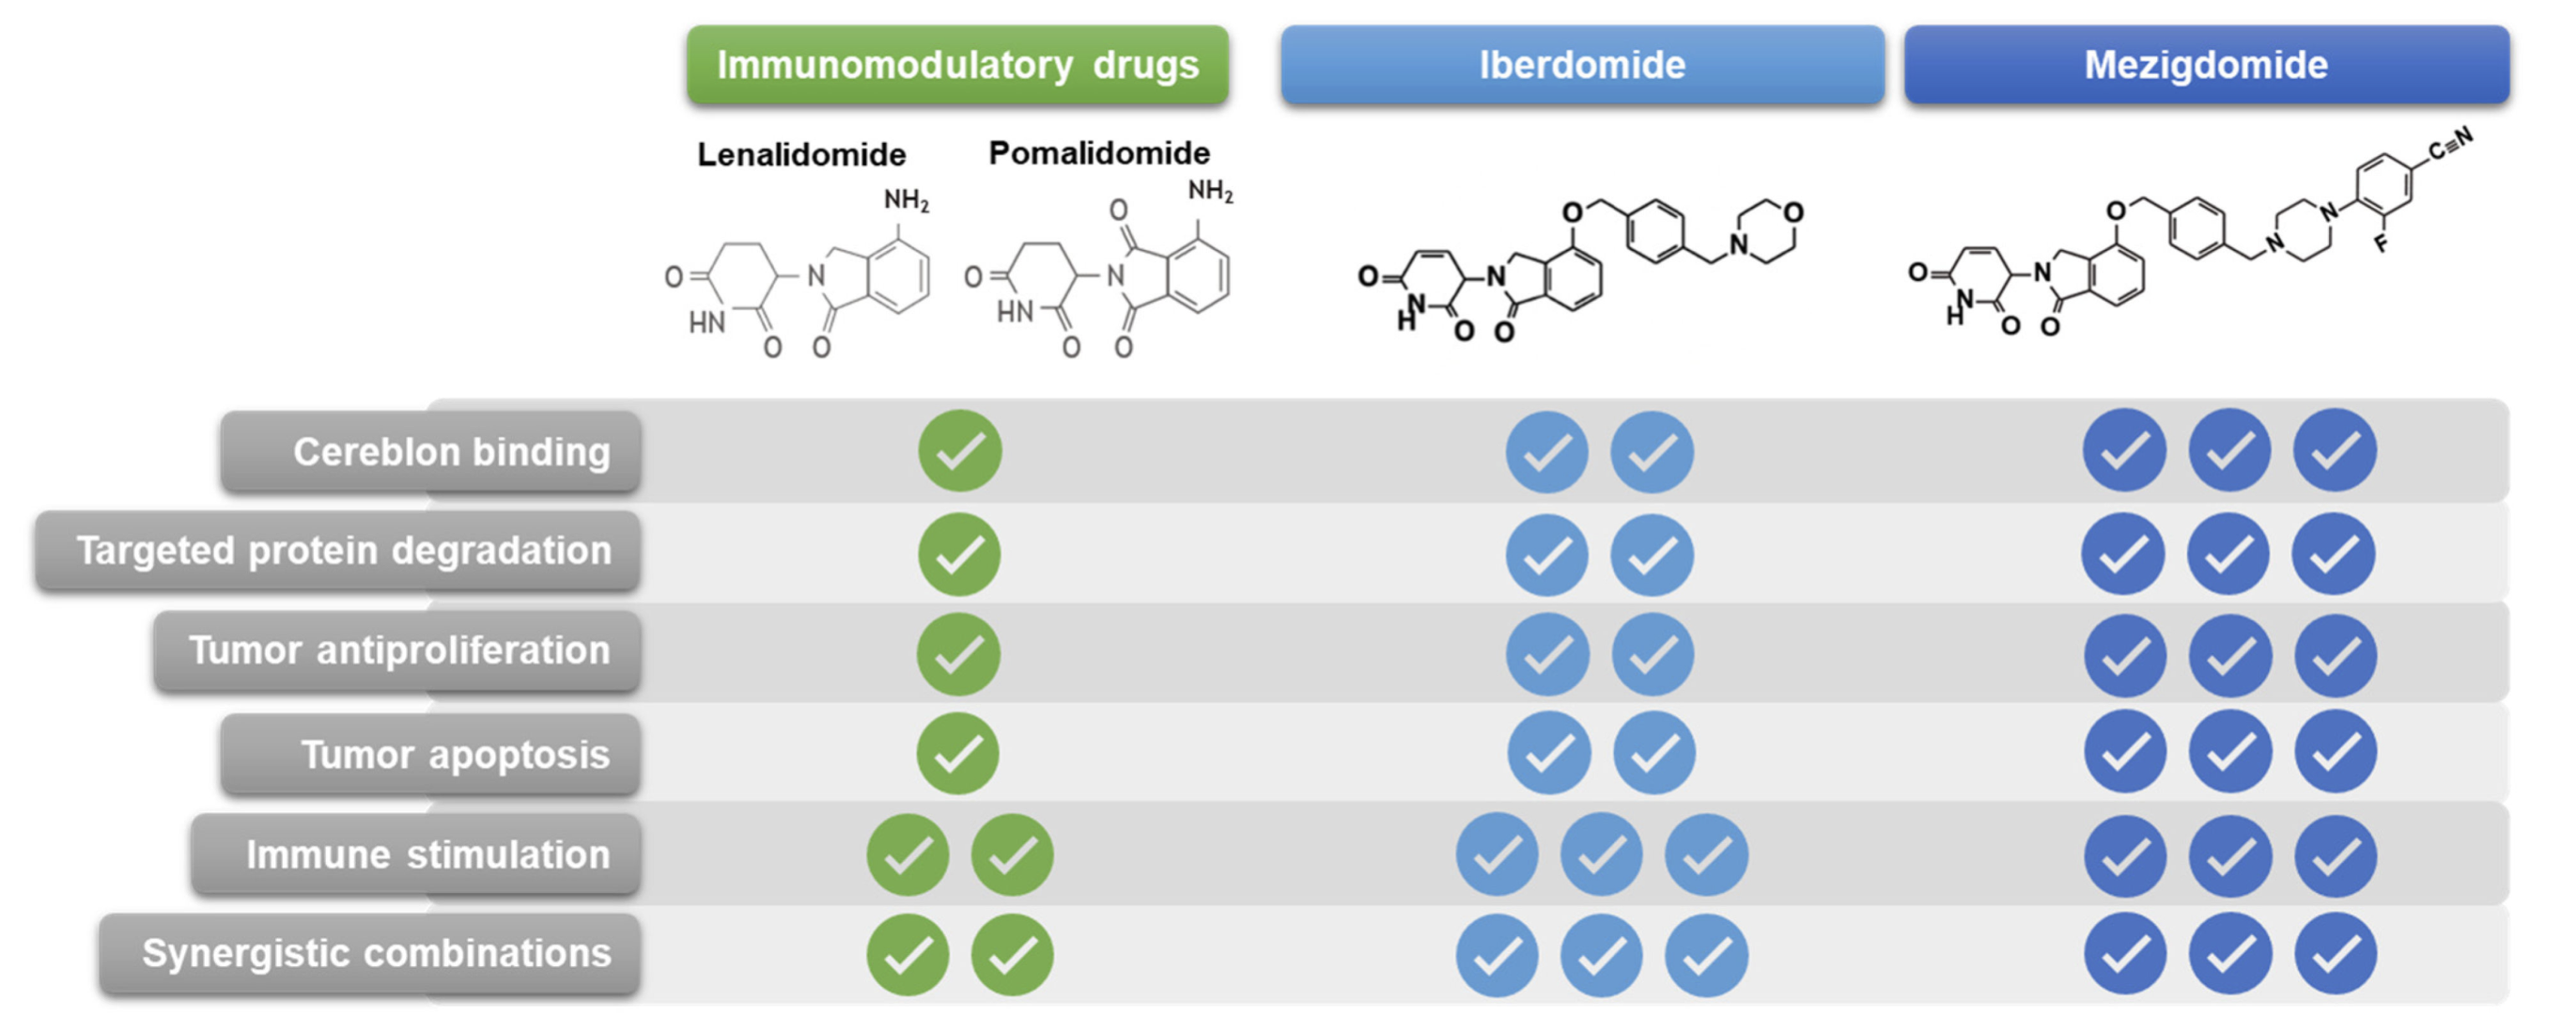 Immunomodulatory drugs
Iberdomide
Mezigdomide
Lenalidomide
Pomalidomide
NH₂
O
N
HN
O
O
NH₂
O
O
N
HN
O
O
O
O
N
O
N
N
H
O
O
C≡N
O
N
N
F
O
N
N
H
O
O
Cereblon binding
Targeted protein degradation
Tumor antiproliferation
Tumor apoptosis
Immune stimulation
Synergistic combinations